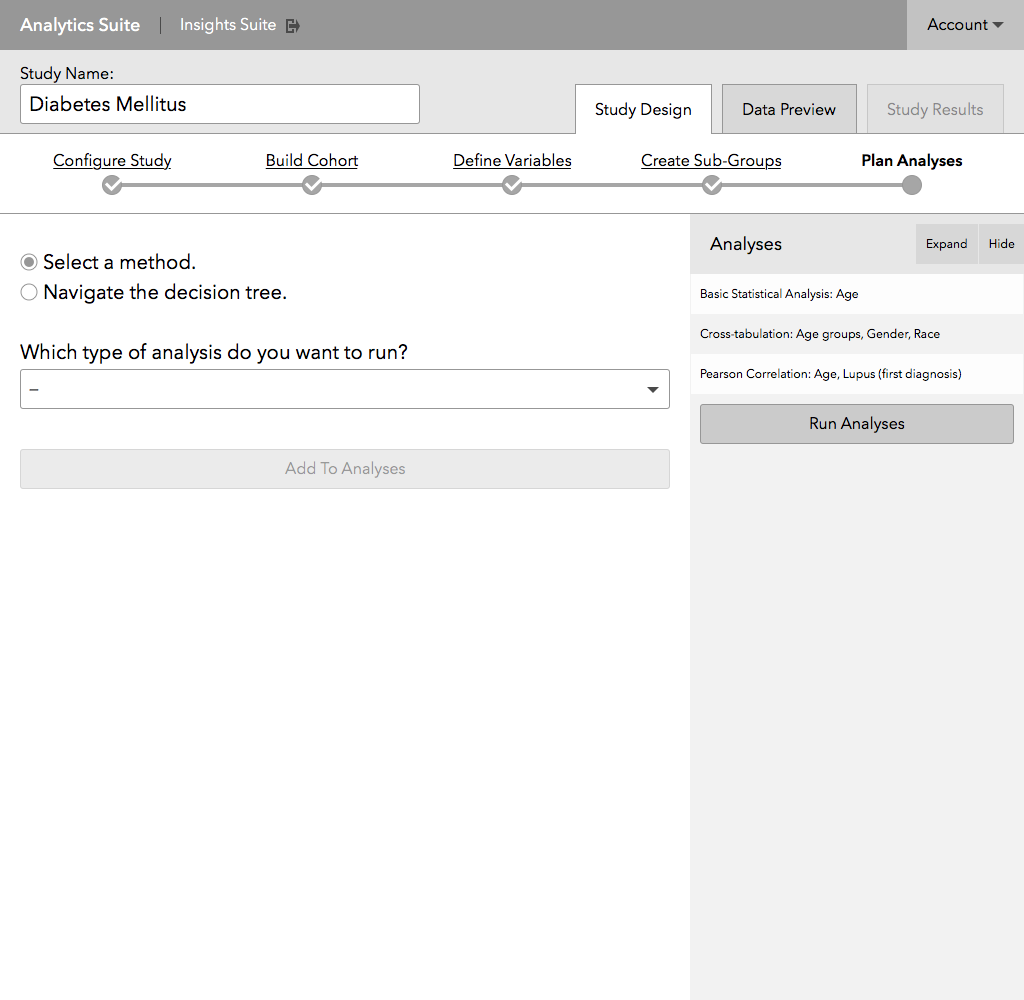 Analytics Suite | Insights Suite
Account
Study Name:
Diabetes Mellitus
Study Design
Data Preview
Study Results
Configure Study
Build Cohort
Define Variables
Create Sub-Groups
Plan Analyses
Select a method.
Navigate the decision tree.
Which type of analysis do you want to run?
–
Add To Analyses
Analyses
Expand
Hide
Basic Statistical Analysis: Age
Cross-tabulation: Age groups, Gender, Race
Pearson Correlation: Age, Lupus (first diagnosis)
Run Analyses